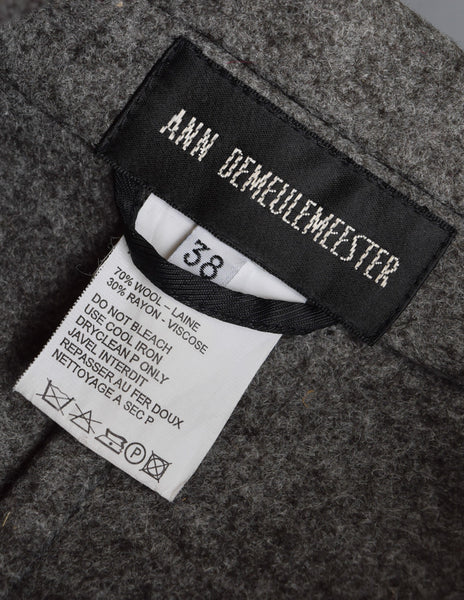 ANN DEMEULEMEESTER
38
70% WOOL - LAINE
30% RAYON - VISCOSE
DO NOT BLEACH
USE COOL IRON
DRYCLEAN P ONLY
JAVEL INTERDIT
REPASSER AU FER DOUX
NETTOYAGE A SEC P
P